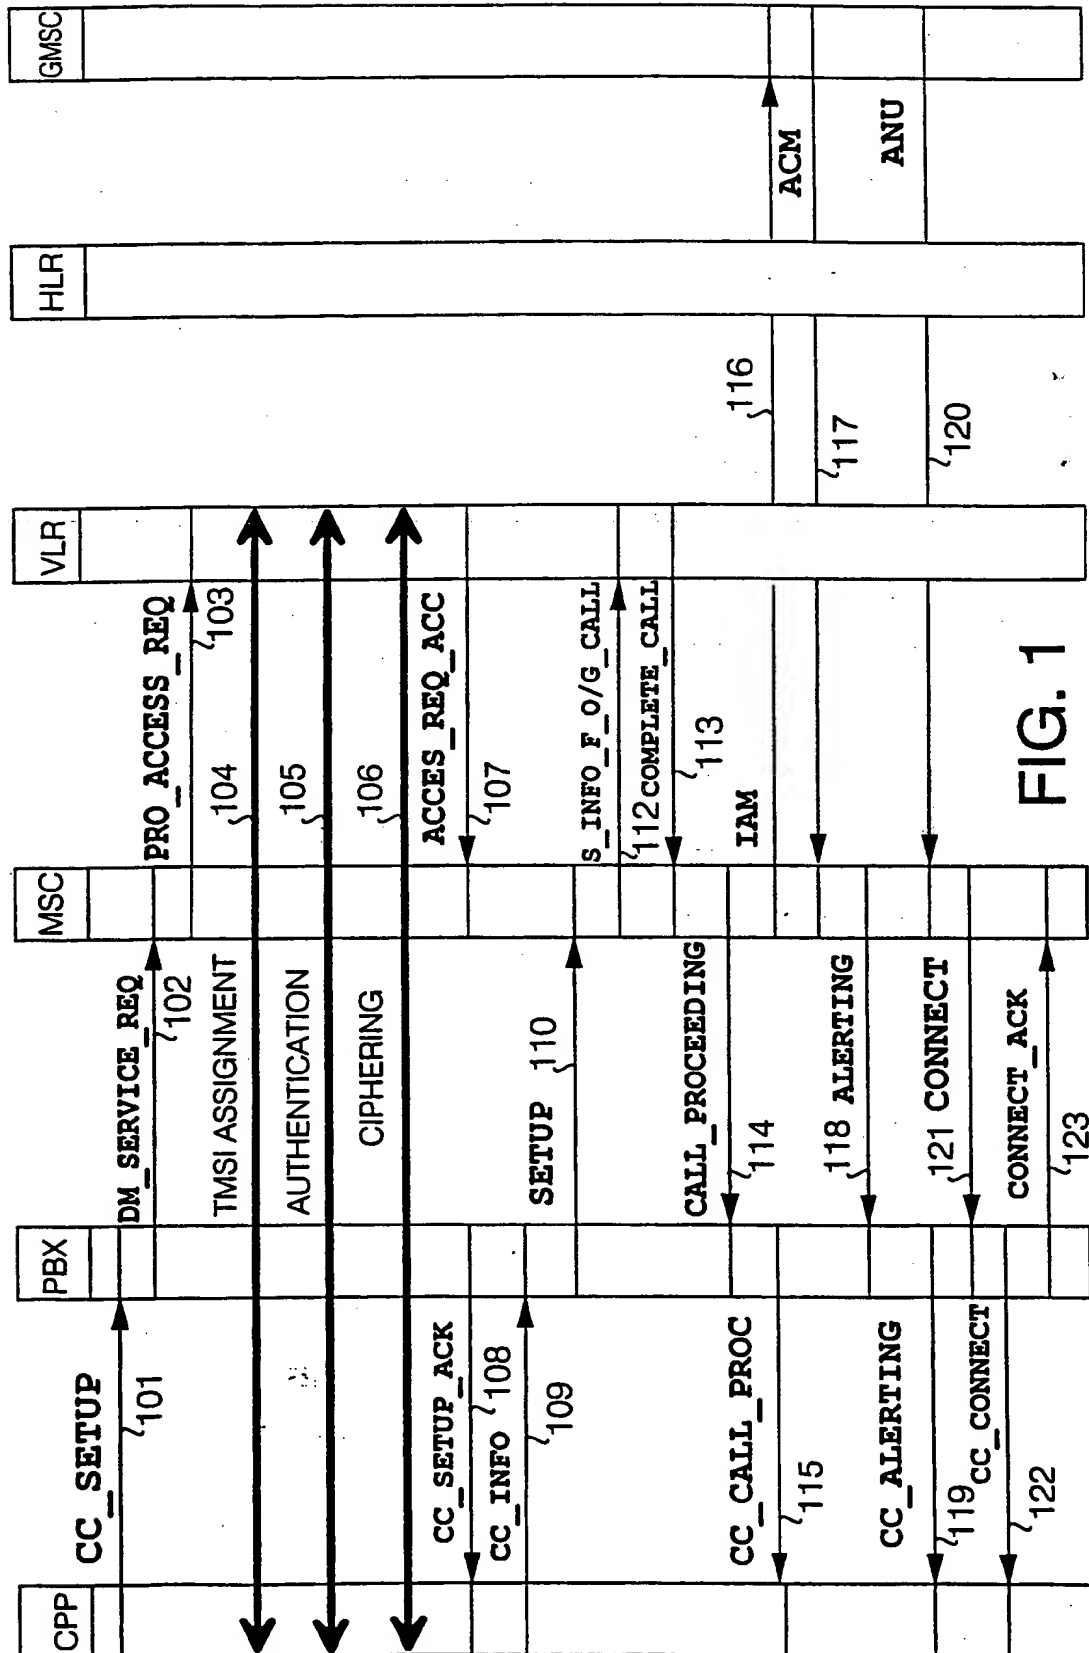 CPP
PBX
MSC
VLR
HLR
GMSC
CC_SETUP
101
DM_SERVICE_REQ
102
PRO_ACCESS_REQ
103
TMSI ASSIGNMENT
104
AUTHENTICATION
105
CIPHERING
106
ACCES_REQ_ACC
107
CC_SETUP_ACK
108
CC_INFO
109
SETUP
110
S_INFO_F_O/G_CALL
112
COMPLETE_CALL
113
CALL_PROCEEDING
114
CC_CALL_PROC
115
IAM
116
ACM
117
118
ALERTING
CC_ALERTING
119
ANU
120
121
CONNECT
CC_CONNECT
122
CONNECT_ACK
123
FIG. 1